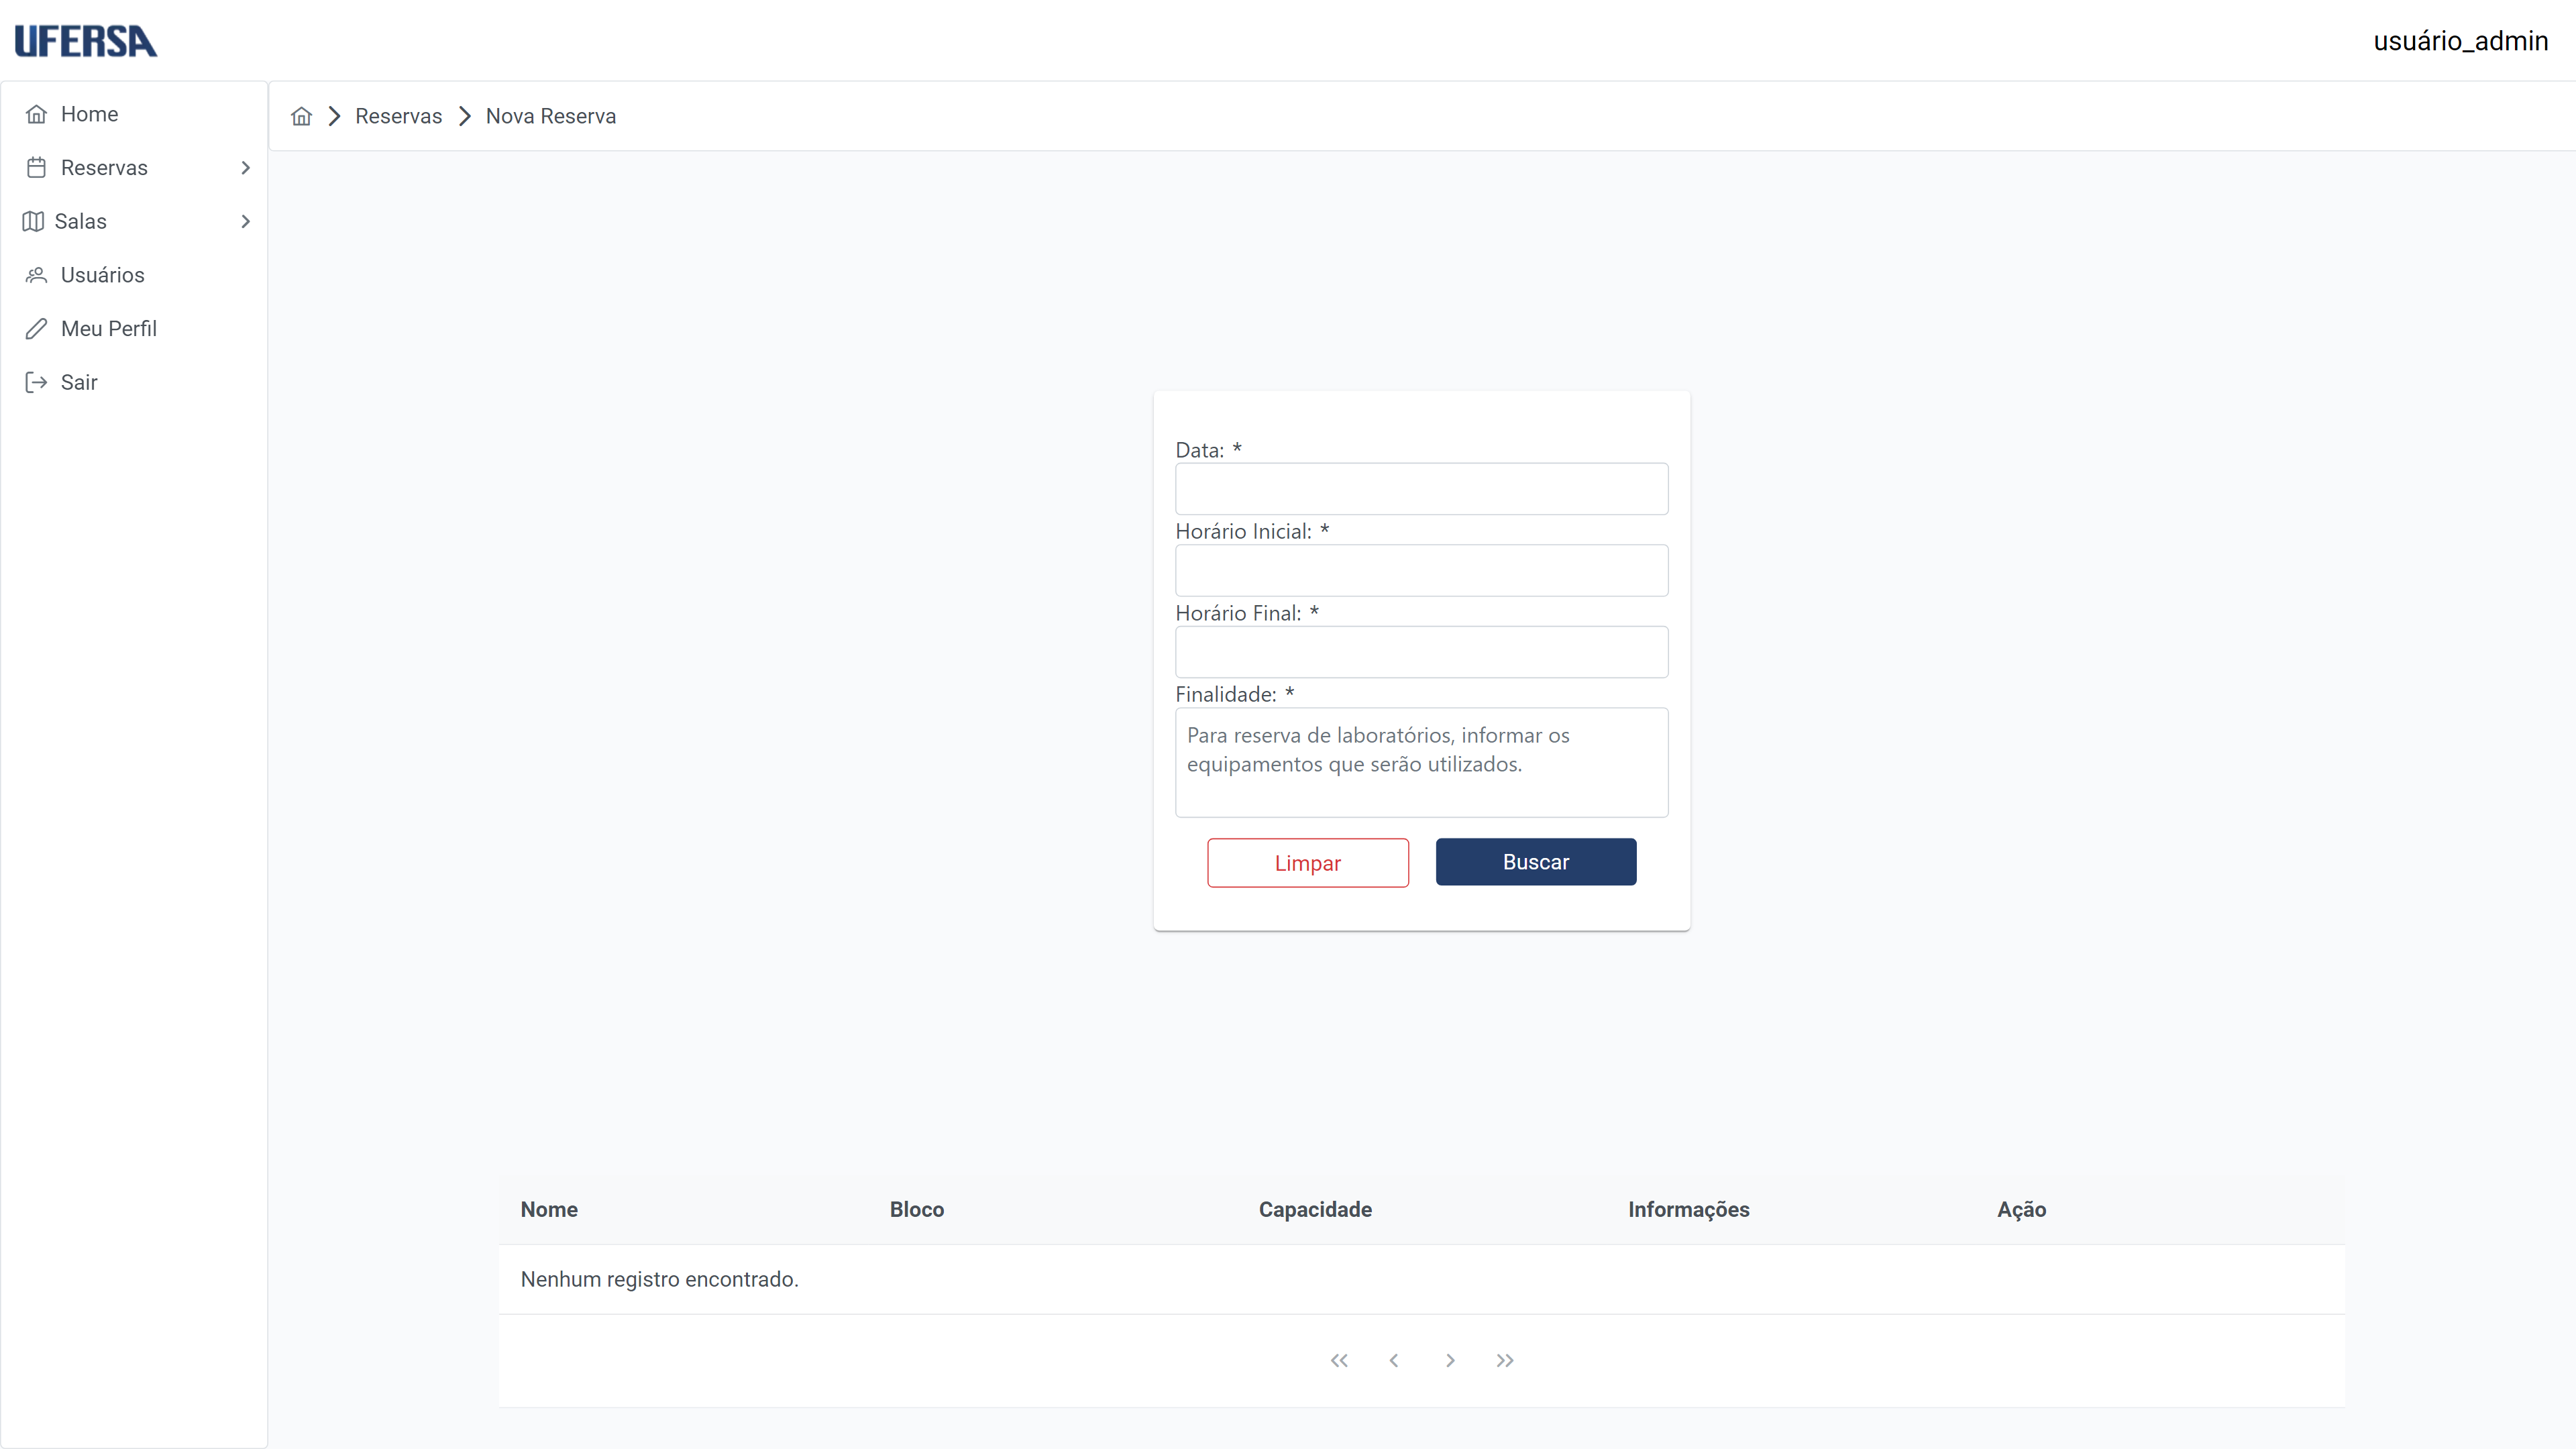 UFERSA
usuário_admin
Home
Reservas
Salas
Usuários
Meu Perfil
Sair
Reservas
Nova Reserva
Data: *
Horário Inicial: *
Horário Final: *
Finalidade: *
Para reserva de laboratórios, informar os
equipamentos que serão utilizados.
Limpar
Buscar
Nome Bloco Capacidade Informações Ação
Nenhum registro encontrado.